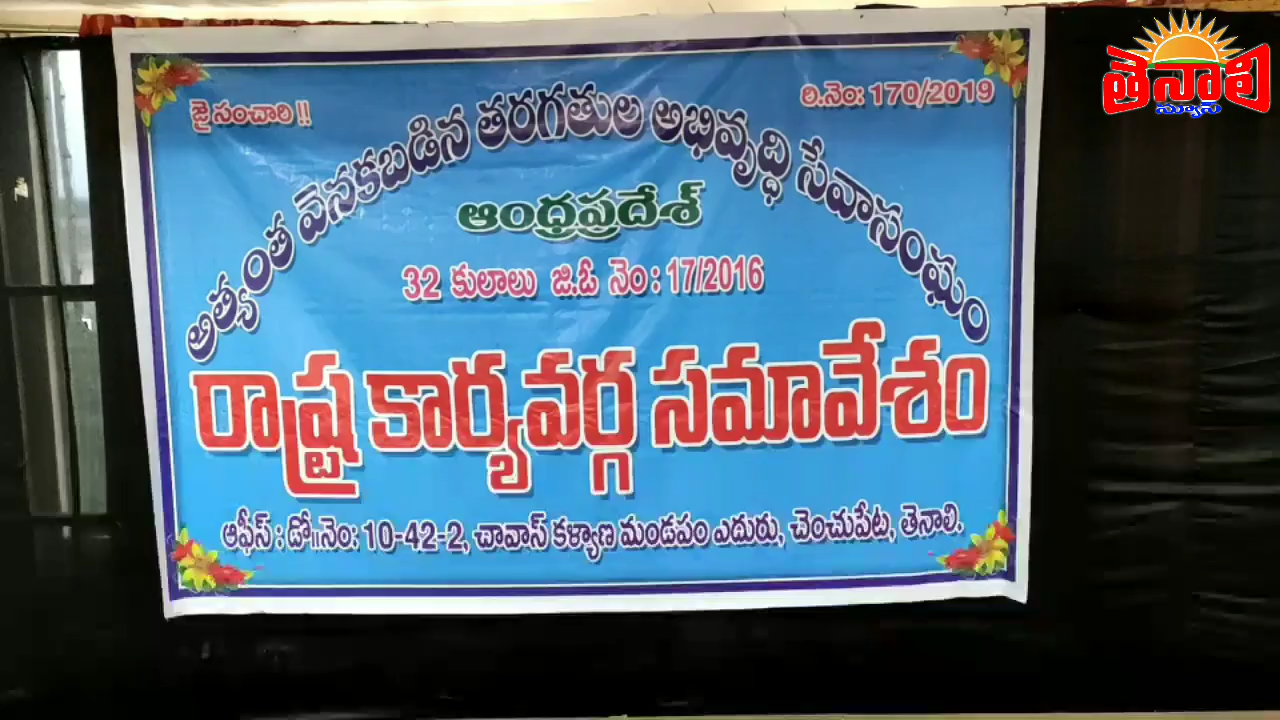 జై సంచారి !!
రి.నెం: 170/2019
అత్యంత వెనకబడిన తరగతుల అభివృద్ధి సేవాసంఘం
ఆంధ్రప్రదేశ్
32 కులాలు జి.ఓ నెం : 17/2016
రాష్ట్ర కార్యవర్గ సమావేశం
ఆఫీస్ : డో॥నెం: 10-42-2, చావాస్ కళ్యాణ మండపం ఎదురు, చెంచుపేట, తెనాలి.
తెనాలి
న్యూస్